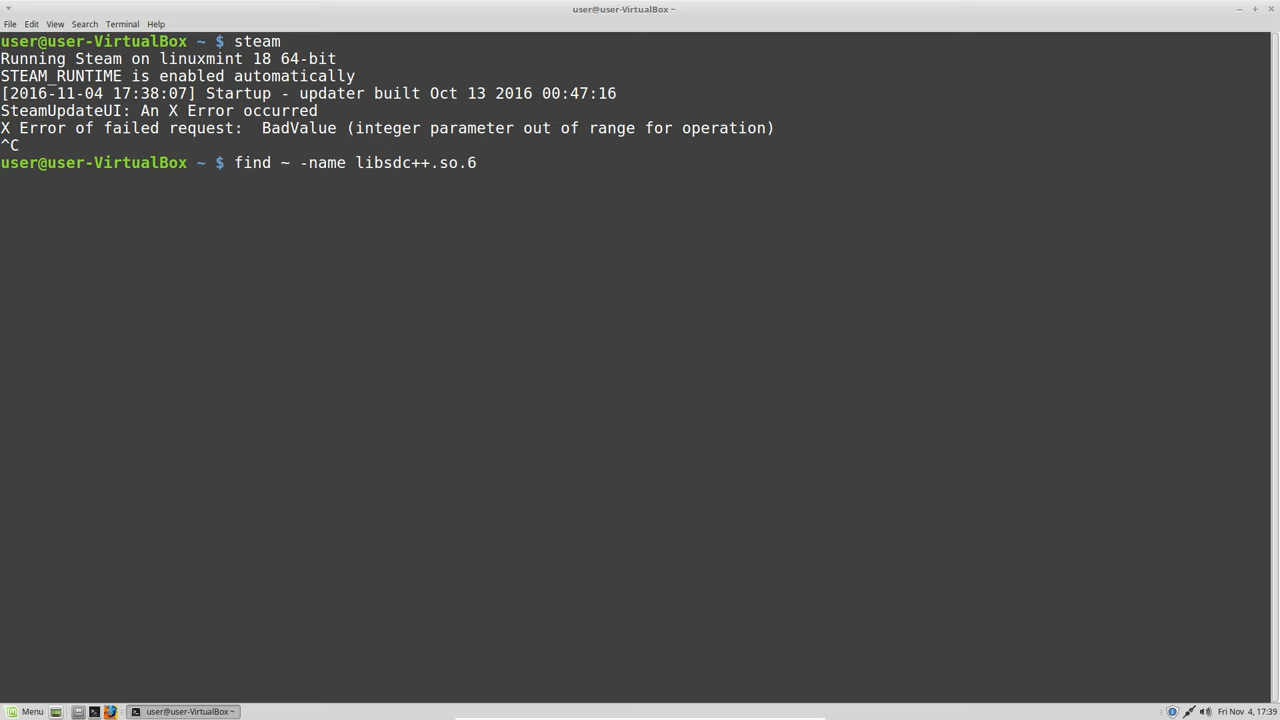 user@user-VirtualBox ~
File Edit View Search Terminal Help
user@user-VirtualBox ~ $ steam
Running Steam on linuxmint 18 64-bit
STEAM_RUNTIME is enabled automatically
[2016-11-04 17:38:07] Startup - updater built Oct 13 2016 00:47:16
SteamUpdateUI: An X Error occurred
X Error of failed request:  BadValue (integer parameter out of range for operation)
^C
user@user-VirtualBox ~ $ find ~ -name libsdc++.so.6
Menu user@user-VirtualBox ~ Fri Nov 4, 17:39